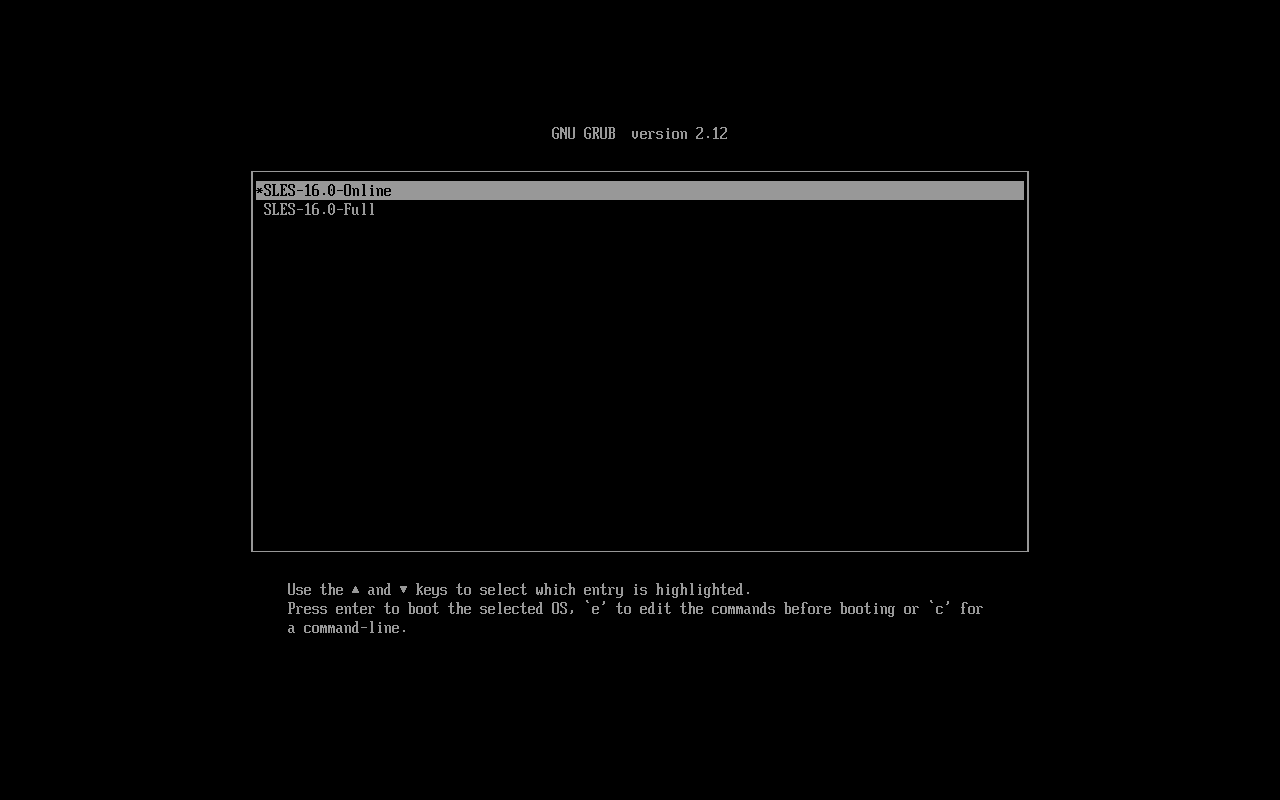 GNU GRUB  version 2.12
*SLES-16.0-Online
SLES-16.0-Full
Use the ▲ and ▼ keys to select which entry is highlighted.
Press enter to boot the selected OS, `e' to edit the commands before booting or `c' for
a command-line.